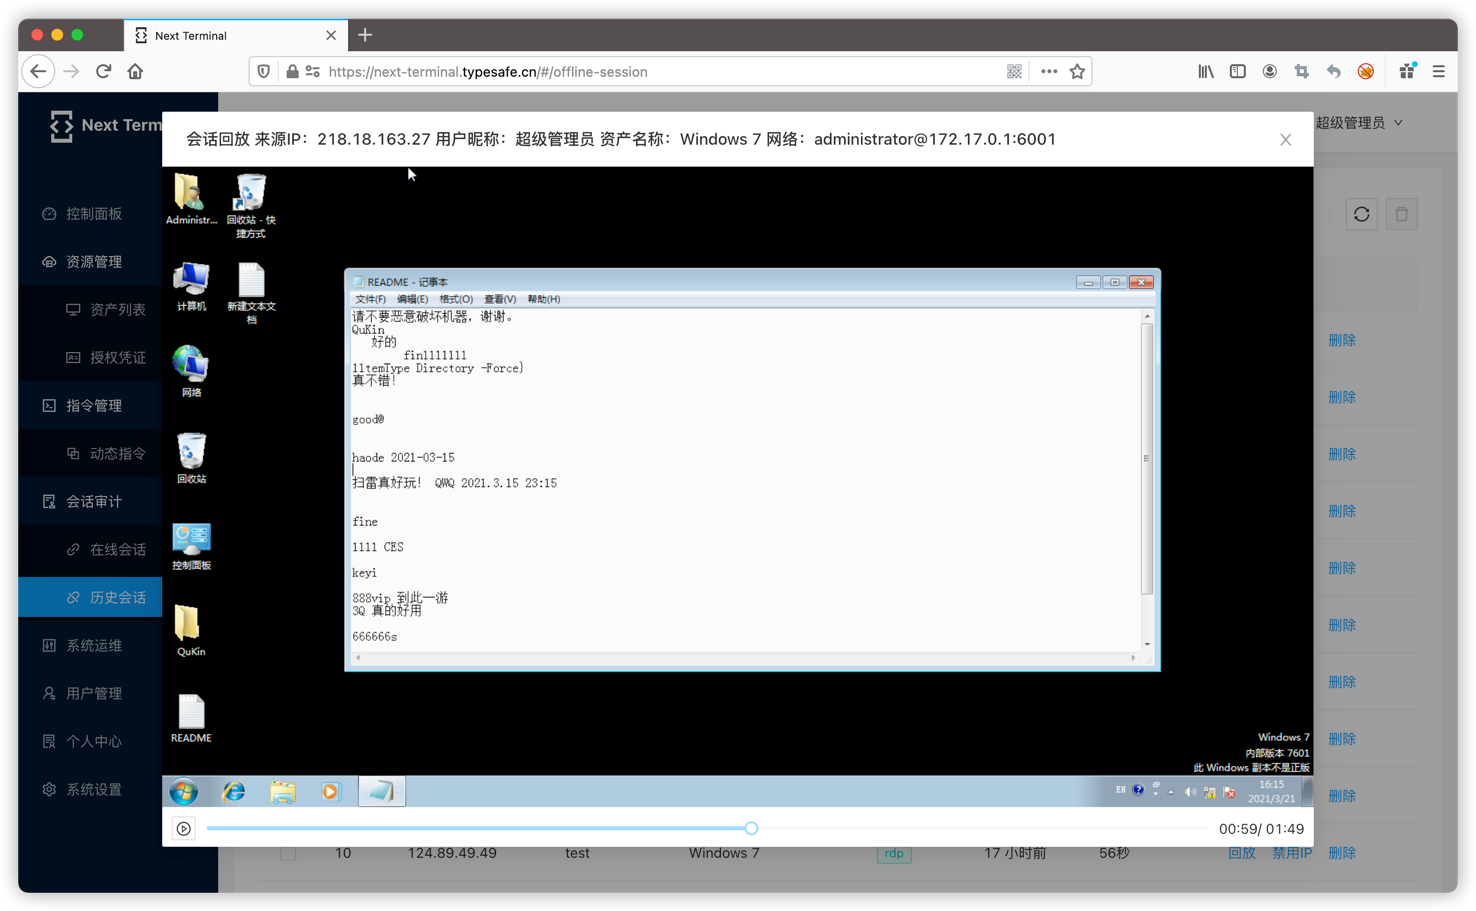 Next Terminal
https://next-terminal.typesafe.cn/#/offline-session
Next Term
超级管理员
会话回放 来源IP：218.18.163.27 用户昵称：超级管理员 资产名称：Windows 7 网络：administrator@172.17.0.1:6001
控制面板
资源管理
资产列表
授权凭证
指令管理
动态指令
会话审计
在线会话
历史会话
系统运维
用户管理
个人中心
系统设置
Administr...
回收站 - 快
捷方式
计算机
新建文本文
档
网络
回收站
控制面板
QuKin
README
README - 记事本
文件(F) 编辑(E) 格式(O) 查看(V) 帮助(H)
请不要恶意破坏机器，谢谢。
QuKin
好的
fin1111111
11temType Directory -Force}
真不错!
good@
haode 2021-03-15
扫雷真好玩! QWQ 2021.3.15 23:15
fine
1111 CES
keyi
888vip 到此一游
3Q 真的好用
666666s
Windows 7
内部版本 7601
此 Windows 副本不是正版
EN
16:15
2021/3/21
00:59/ 01:49
删除
删除
删除
删除
删除
删除
删除
删除
删除
10 124.89.49.49 test Windows 7 rdp 17 小时前 56秒 回放 禁用IP 删除